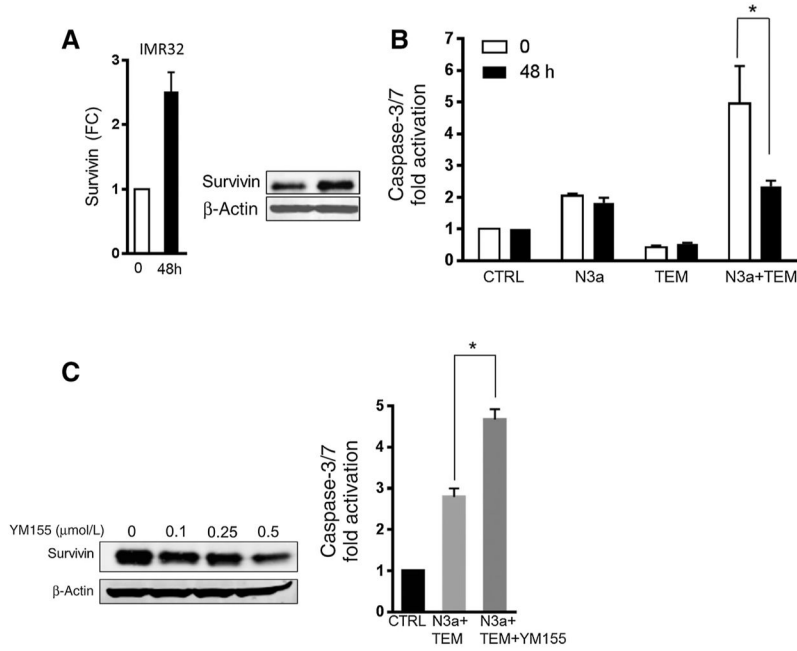 A
IMR32
Survivin (FC)
3
2
1
0
0 48h
Survivin
β-Actin
B
Caspase-3/7
fold activation
7
6
5
4
3
2
1
0
0
48 h
*
CTRL N3a TEM N3a+TEM
C
YM155 (μmol/L) 0 0.1 0.25 0.5
Survivin
β-Actin
Caspase-3/7
fold activation
5
4
3
2
1
0
*
CTRL N3a+ N3a+
TEM TEM+YM155